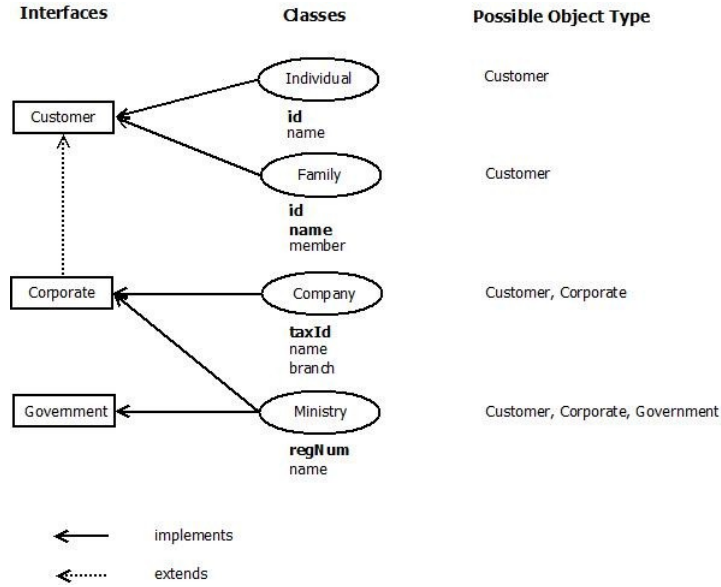 Interfaces Classes Possible Object Type
Individual Customer
id
name
Customer
Family Customer
id
name
member
Corporate Company Customer, Corporate
taxId
name
branch
Government Ministry Customer, Corporate, Government
regNum
name
implements
extends